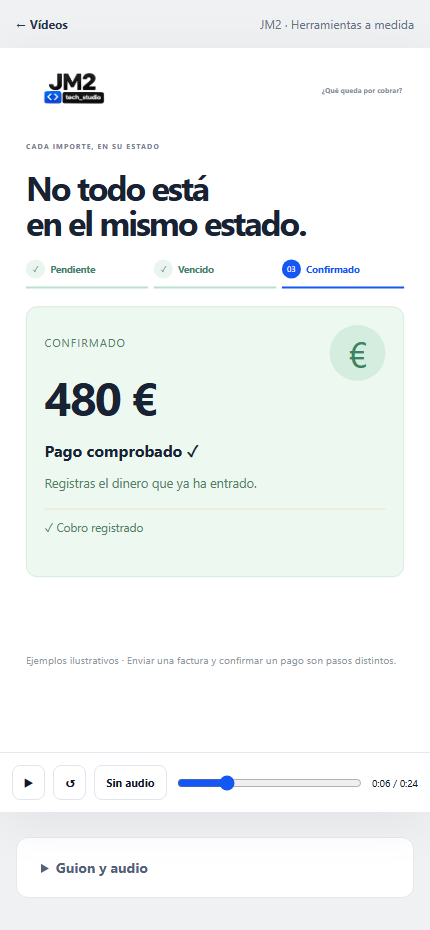 ← Vídeos
JM2 · Herramientas a medida
JM2
<> tech_studio
¿Qué queda por cobrar?
CADA IMPORTE, EN SU ESTADO
No todo está
en el mismo estado.
✓ Pendiente
✓ Vencido
03 Confirmado
CONFIRMADO
€
480 €
Pago comprobado ✓
Registras el dinero que ya ha entrado.
✓ Cobro registrado
Ejemplos ilustrativos · Enviar una factura y confirmar un pago son pasos distintos.
▶ ↺ Sin audio 0:06 / 0:24
▶ Guion y audio